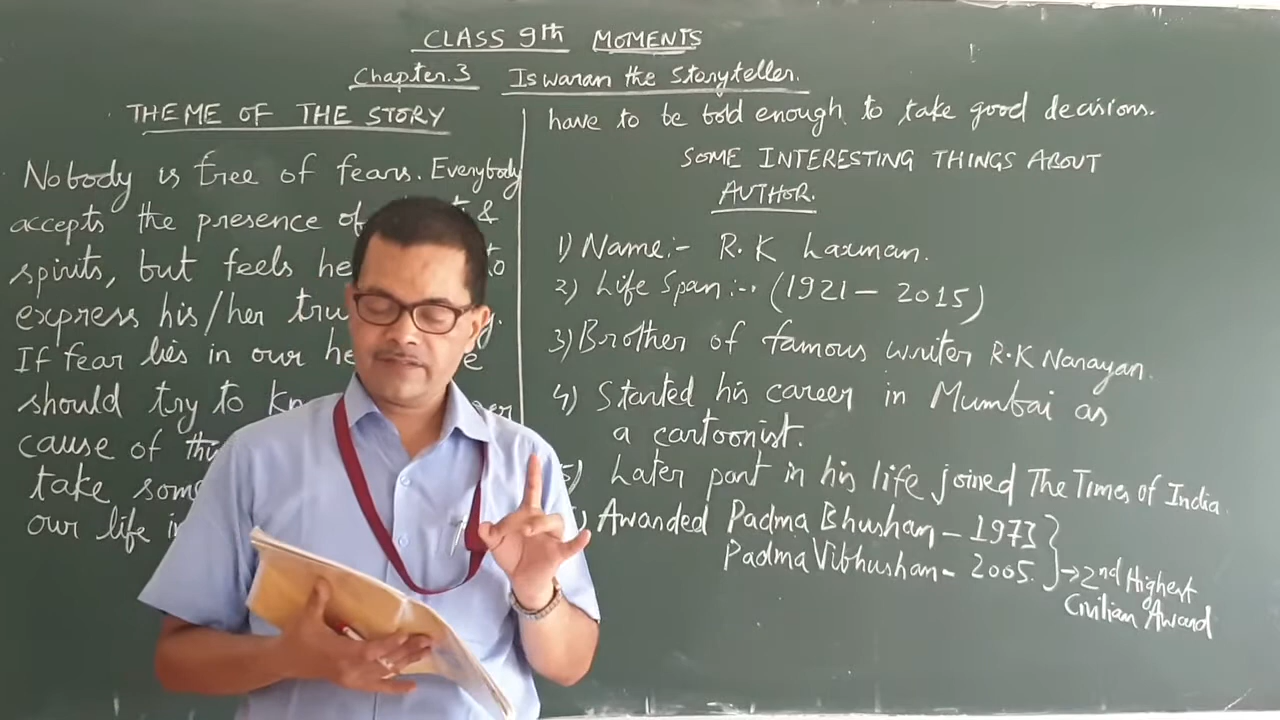 CLASS 9th MOMENTS
Chapter.3 Iswaran the Storyteller.
THEME OF THE STORY
Nobody is free of fears. Everybody
accepts the presence of &
spirits, but feels to
express his/her
If fear lies in our
should try to
cause of
take
our life
have to be bold enough to take good decisions.
SOME INTERESTING THINGS ABOUT
AUTHOR.
1) Name:- R. K Laxman.
2) Life Span:- (1921 - 2015)
3) Brother of famous writer R.K Narayan.
4) Started his career in Mumbai as
a cartoonist.
5) Later part in his life joined The Times of India.
Awarded Padma Bhushan - 1973
Padma Vibhushan - 2005. → 2nd Highest
Civilian Award